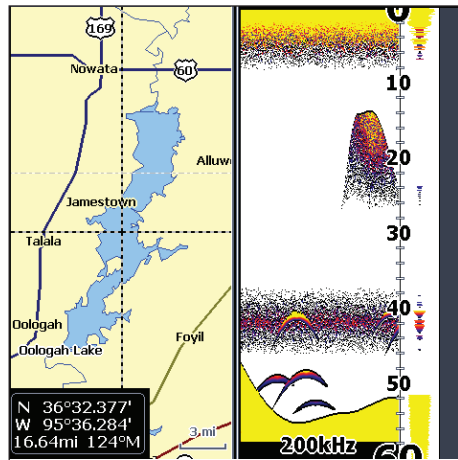 169
Nowata
60
Alluw
Jamestown
Talala
Oologah
Foyil
Oologah Lake
N 36°32.377'
W 95°36.284'
16.64mi 124°M
3 mi
0
10
20
30
40
50
60
200kHz